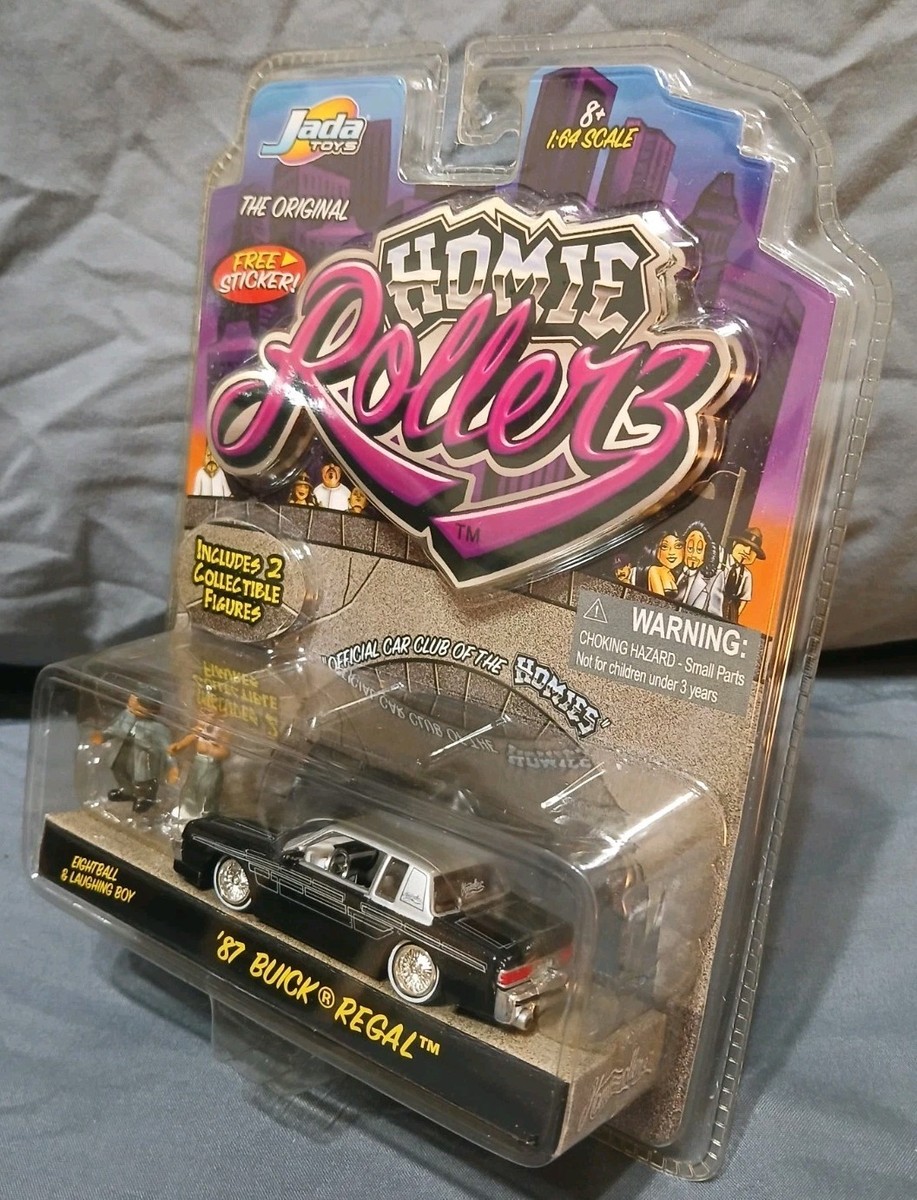 Jada
TOYS
8+
1:64 SCALE
THE ORIGINAL
FREE
STICKER!
HOMIE
Rollerz
TM
INCLUDES 2
COLLECTIBLE
FIGURES
WARNING:
CHOKING HAZARD - Small Parts
Not for children under 3 years
"OFFICIAL CAR CLUB OF THE HOMIES"
EIGHTBALL
& LAUGHING BOY
'87 BUICK® REGAL™